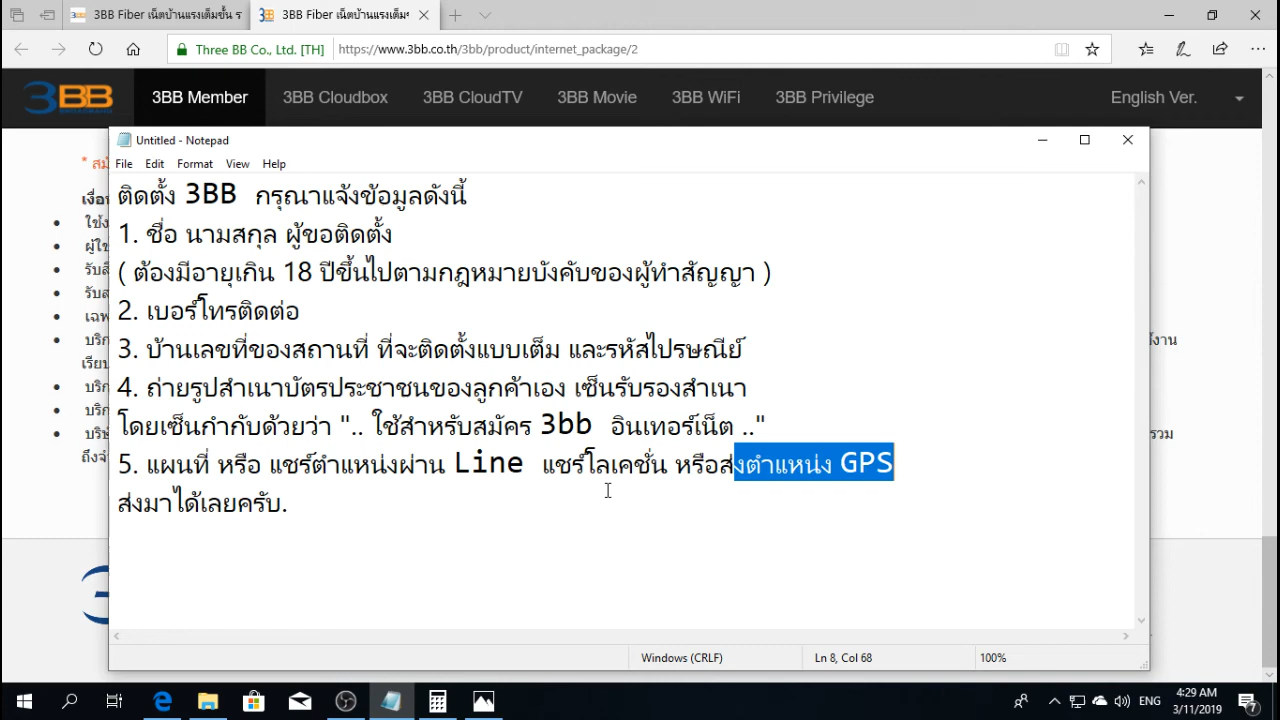 3BB Fiber เน็ตบ้านแรงเต็มขั้น ร
3BB Fiber เน็ตบ้านแรงเต็มข
Three BB Co., Ltd. [TH]
https://www.3bb.co.th/3bb/product/internet_package/2
3BB
3BB Member
3BB Cloudbox
3BB CloudTV
3BB Movie
3BB WiFi
3BB Privilege
English Ver.
Untitled - Notepad
File Edit Format View Help
ติดตั้ง 3BB กรุณาแจ้งข้อมูลดังนี้
1. ชื่อ นามสกุล ผู้ขอติดตั้ง
( ต้องมีอายุเกิน 18 ปีขึ้นไปตามกฎหมายบังคับของผู้ทำสัญญา )
2. เบอร์โทรติดต่อ
3. บ้านเลขที่ของสถานที่ ที่จะติดตั้งแบบเต็ม และรหัสไปรษณีย์
4. ถ่ายรูปสำเนาบัตรประชาชนของลูกค้าเอง เซ็นรับรองสำเนา
โดยเซ็นกำกับด้วยว่า ".. ใช้สำหรับสมัคร 3bb อินเทอร์เน็ต .."
5. แผนที่ หรือ แชร์ตำแหน่งผ่าน Line แชร์โลเคชั่น หรือส่งตำแหน่ง GPS
ส่งมาได้เลยครับ.
Windows (CRLF)
Ln 8, Col 68
100%
ENG
4:29 AM
3/11/2019
7